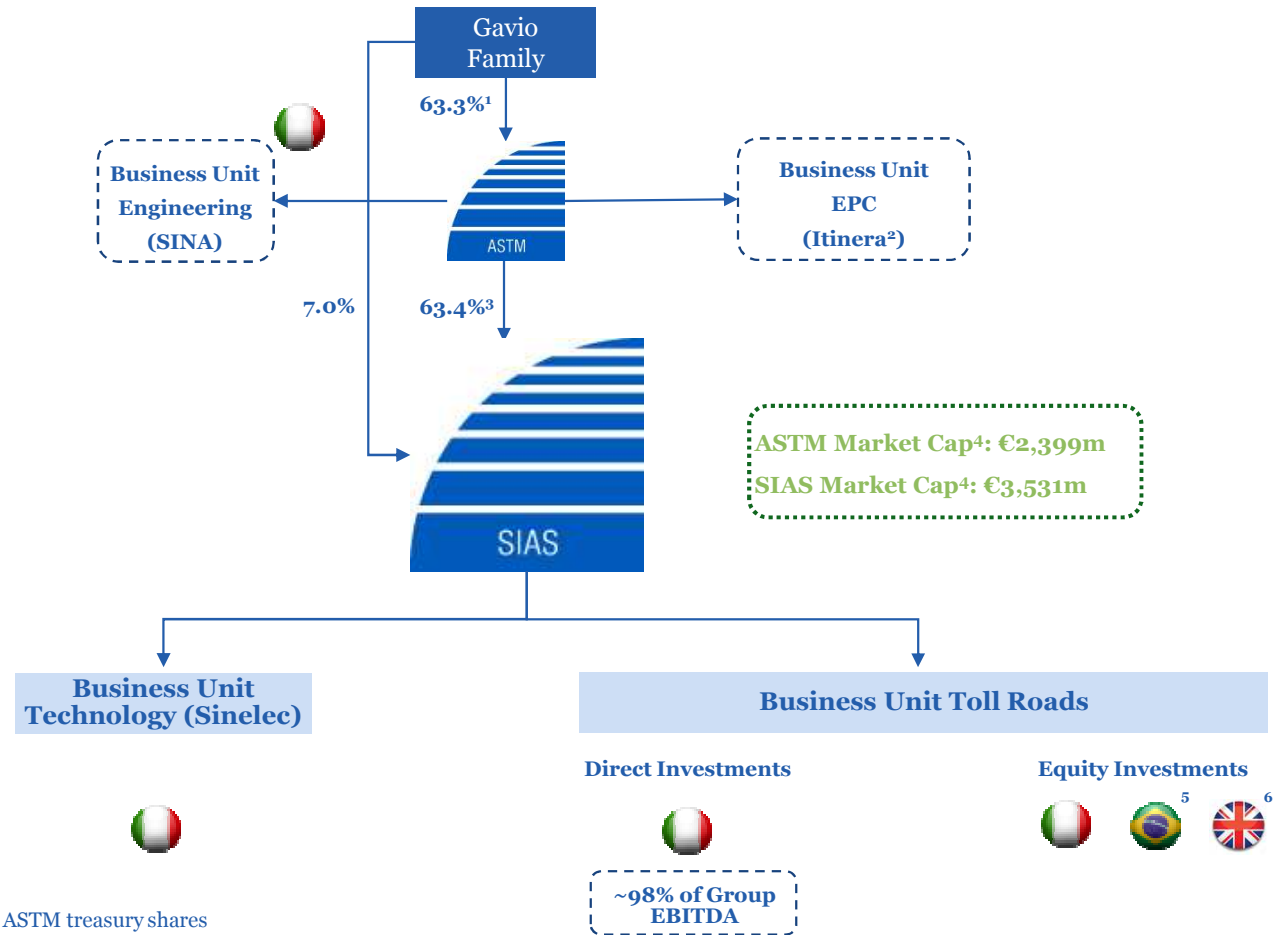 Gavio
Family
63.3%¹
Business Unit
Engineering
(SINA)
ASTM
Business Unit
EPC
(Itinera²)
7.0%
63.4%³
SIAS
ASTM Market Cap⁴: €2,399m
SIAS Market Cap⁴: €3,531m
Business Unit
Technology (Sinelec)
Business Unit Toll Roads
Direct Investments
Equity Investments
5
6
~98% of Group
EBITDA
ASTM treasury shares